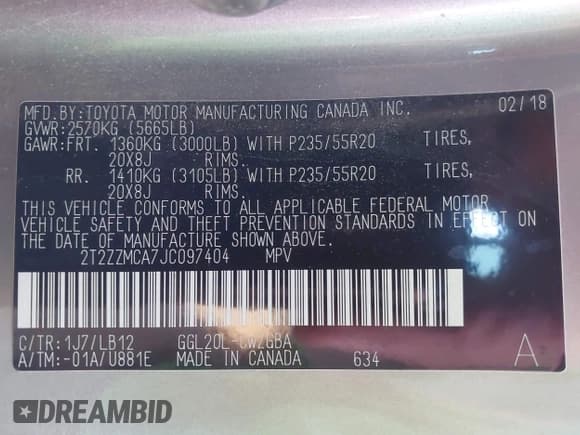 MFD.BY:TOYOTA MOTOR MANUFACTURING CANADA INC. 02/18
GVWR:2570KG (5665LB)
GAWR:FRT. 1360KG (3000LB) WITH P235/55R20 TIRES,
20X8J RIMS.
RR. 1410KG (3105LB) WITH P235/55R20 TIRES,
20X8J RIMS.
THIS VEHICLE CONFORMS TO ALL APPLICABLE FEDERAL MOTOR
VEHICLE SAFETY AND THEFT PREVENTION STANDARDS IN EFFECT ON
THE DATE OF MANUFACTURE SHOWN ABOVE.
2T2ZZMCA7JC097404 MPV
C/TR:1J7/LB12 GGL20L-CWZGBA
A/TM:-01A/U881E MADE IN CANADA 634 A
DREAMBID